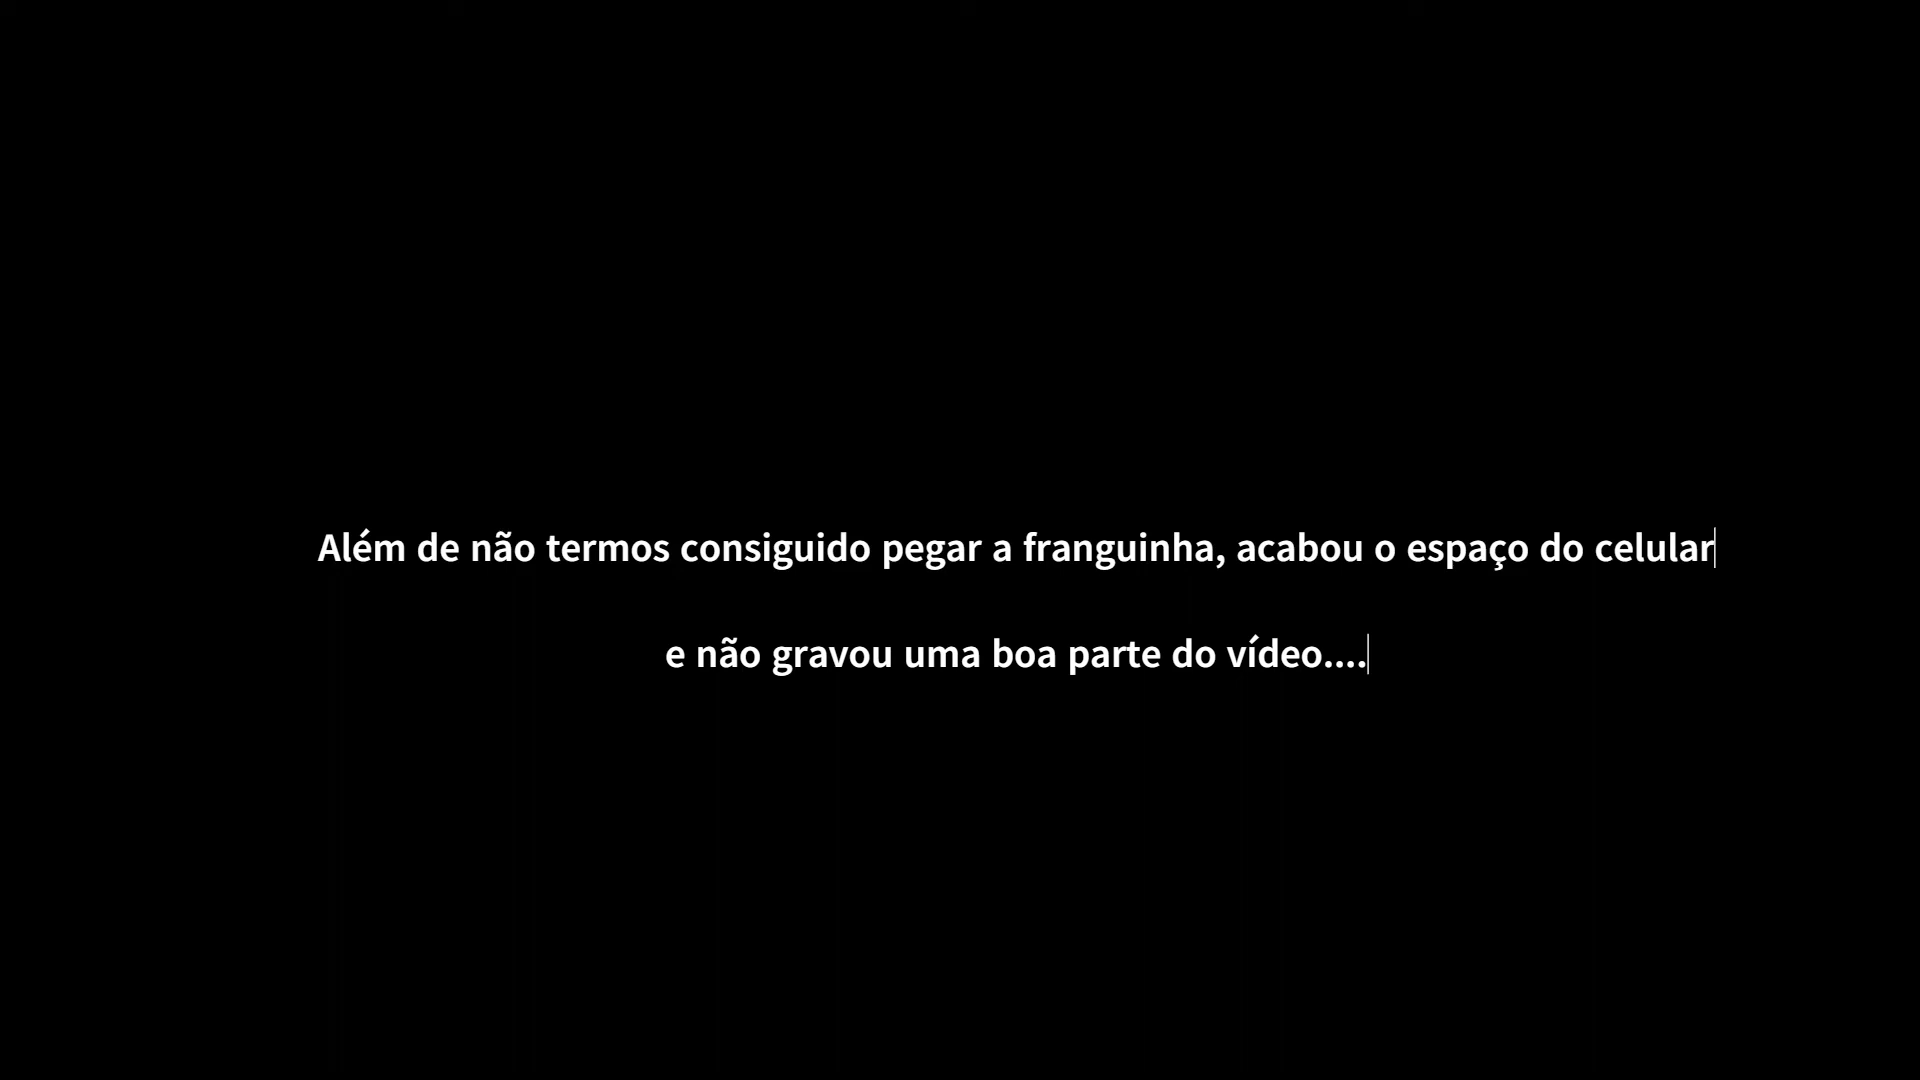 Além de não termos consiguido pegar a franguinha, acabou o espaço do celular
e não gravou uma boa parte do vídeo....